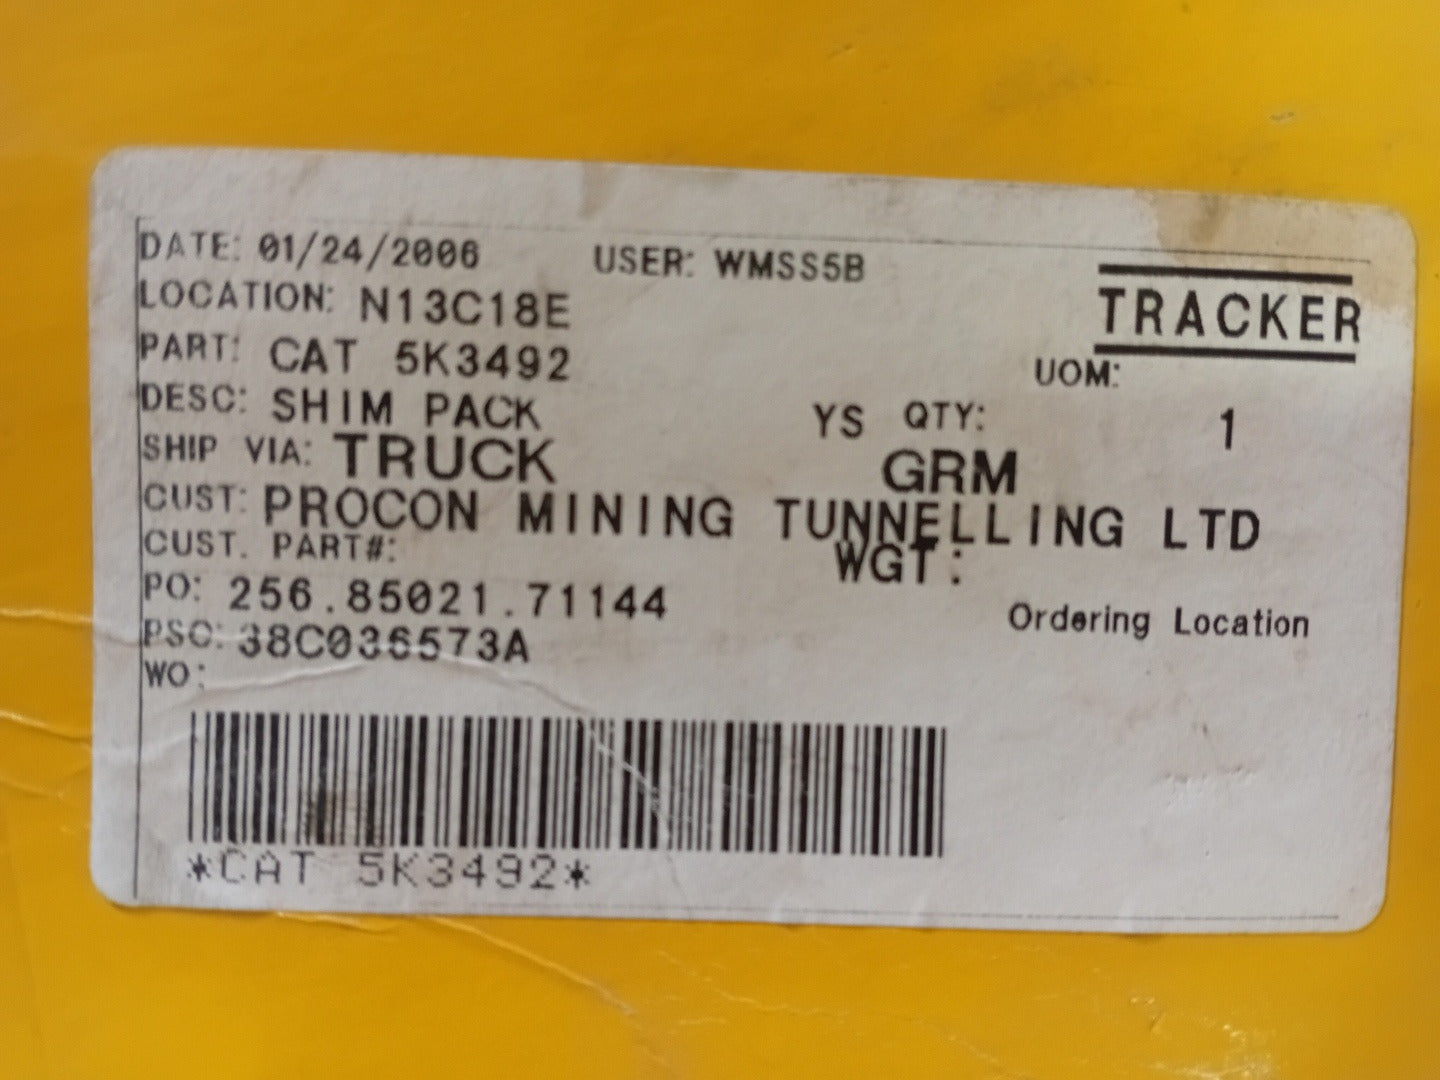 DATE: 01/24/2006 USER: WMSS5B
TRACKER
LOCATION: N13C18E
PART: CAT 5K3492
UOM:
DESC: SHIM PACK YS QTY: 1
SHIP VIA: TRUCK GRM
CUST: PROCON MINING TUNNELLING LTD
CUST. PART#: WGT:
PO: 256.85021.71144
Ordering Location
PSO: 38C036573A
WO:
*CAT 5K3492*